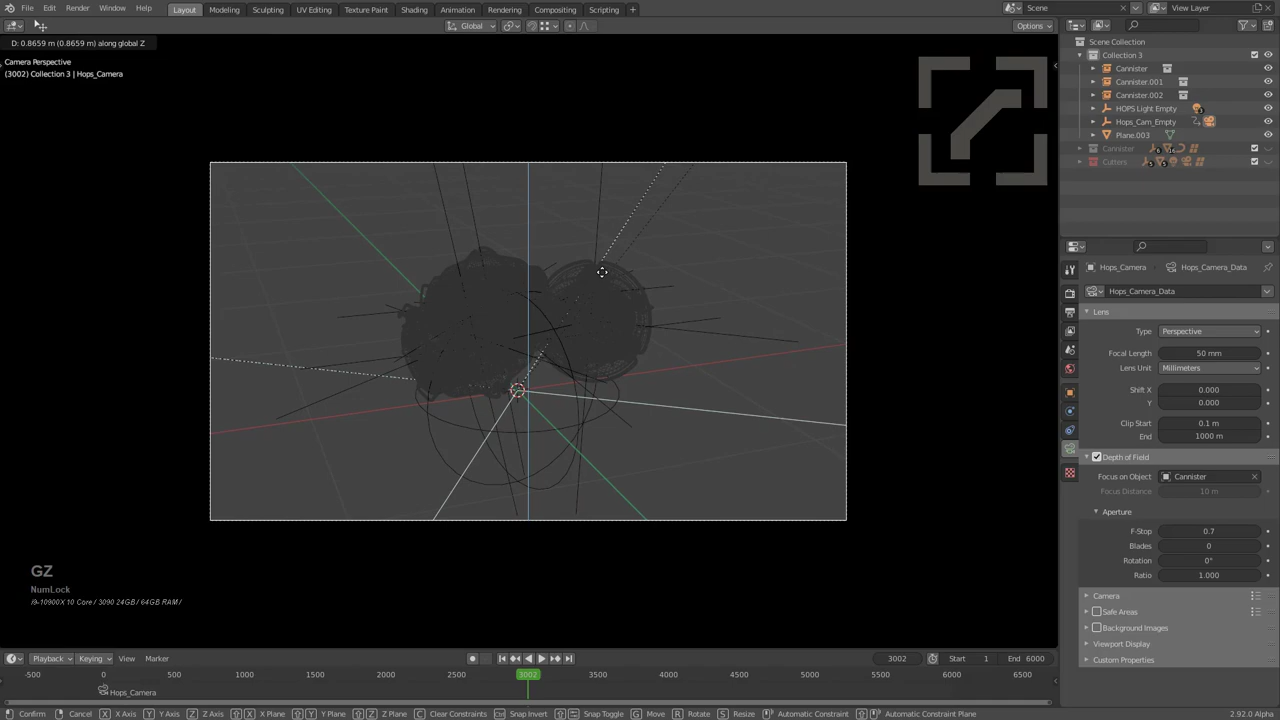 File Edit Render Window Help Layout Modeling Sculpting UV Editing Texture Paint Shading Animation Rendering Compositing Scripting + Scene View Layer
Global Options
D: 0.8659 m (0.8659 m) along global Z
Camera Perspective
(3002) Collection 3 | Hops_Camera
Scene Collection
Collection 3
Cannister
Cannister.001
Cannister.002
HOPS Light Empty
Hops_Cam_Empty
Plane.003
Cannister
Cutters
Hops_Camera Hops_Camera_Data
Hops_Camera_Data
Lens
Type Perspective
Focal Length 50 mm
Lens Unit Millimeters
Shift X 0.000
Y 0.000
Clip Start 0.1 m
End 1000 m
Depth of Field
Focus on Object Cannister
Focus Distance 10 m
Aperture
F-Stop 0.7
Blades 0
Rotation 0°
Ratio 1.000
Camera
Safe Areas
Background Images
Viewport Display
Custom Properties
GZ
NumLock
i9-10900X 10 Core / 3090 24GB / 64GB RAM /
Playback Keying View Marker 3002 Start 1 End 6000
-500 0 500 1000 1500 2000 2500 3002 3500 4000 4500 5000 5500 6000 6500
Hops_Camera
Confirm Cancel X X Axis Y Y Axis Z Z Axis X X Plane Y Y Plane Z Z Plane C Clear Constraints Snap Invert Snap Toggle G Move R Rotate S Resize Automatic Constraint Automatic Constraint Plane 2.92.0 Alpha